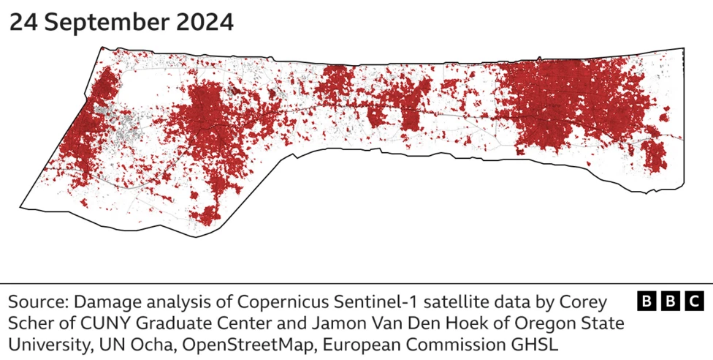 24 September 2024
Source: Damage analysis of Copernicus Sentinel-1 satellite data by Corey
Scher of CUNY Graduate Center and Jamon Van Den Hoek of Oregon State
University, UN Ocha, OpenStreetMap, European Commission GHSL
BBC